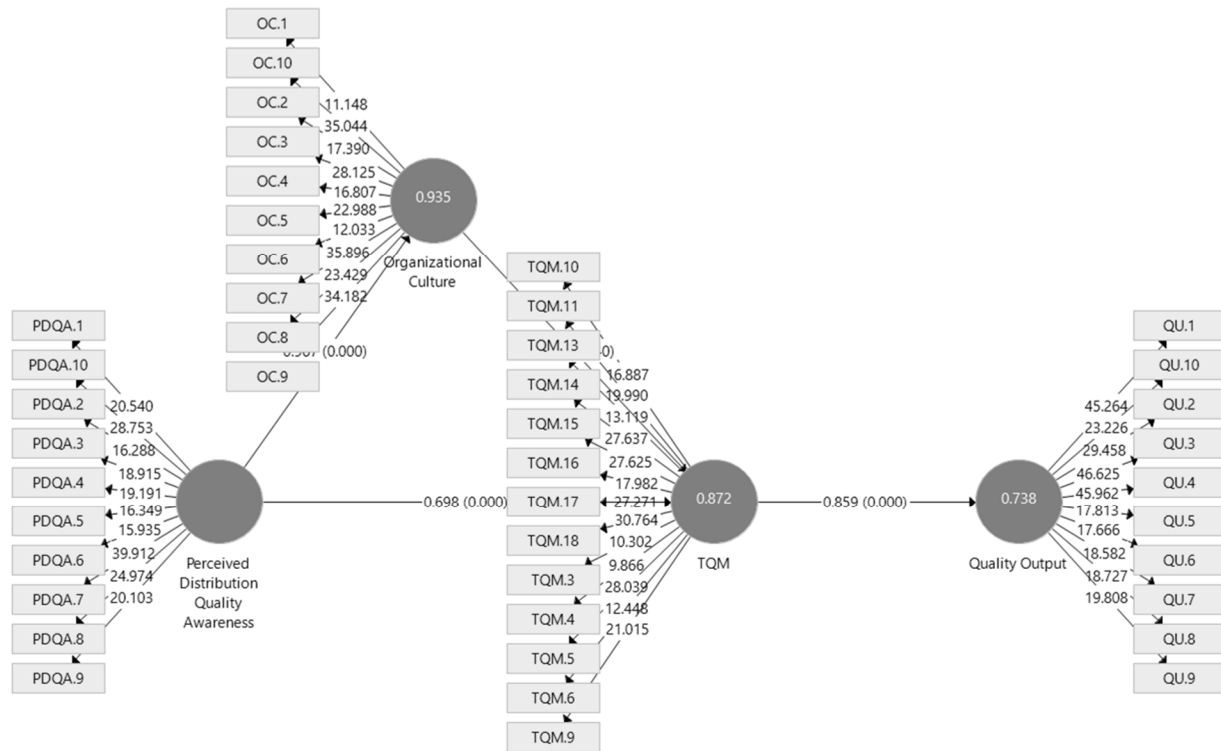 OC.1
OC.10
OC.2
OC.3
OC.4
OC.5
OC.6
OC.7
OC.8
OC.9
11.148
35.044
17.390
28.125
16.807
22.988
12.033
35.896
23.429
34.182
0.935
Organizational
Culture
(0.000)
PDQA.1
PDQA.10
PDQA.2
PDQA.3
PDQA.4
PDQA.5
PDQA.6
PDQA.7
PDQA.8
PDQA.9
20.540
28.753
16.288
18.915
19.191
16.349
15.935
39.912
24.974
20.103
Perceived
Distribution
Quality
Awareness
0.698 (0.000)
TQM.10
TQM.11
TQM.13
TQM.14
TQM.15
TQM.16
TQM.17
TQM.18
TQM.3
TQM.4
TQM.5
TQM.6
TQM.9
16.887
19.990
13.119
27.637
27.625
17.982
27.271
30.764
10.302
9.866
28.039
12.448
21.015
0.872
TQM
0.859 (0.000)
0.738
Quality Output
45.264
23.226
29.458
46.625
45.962
17.813
17.666
18.582
18.727
19.808
QU.1
QU.10
QU.2
QU.3
QU.4
QU.5
QU.6
QU.7
QU.8
QU.9